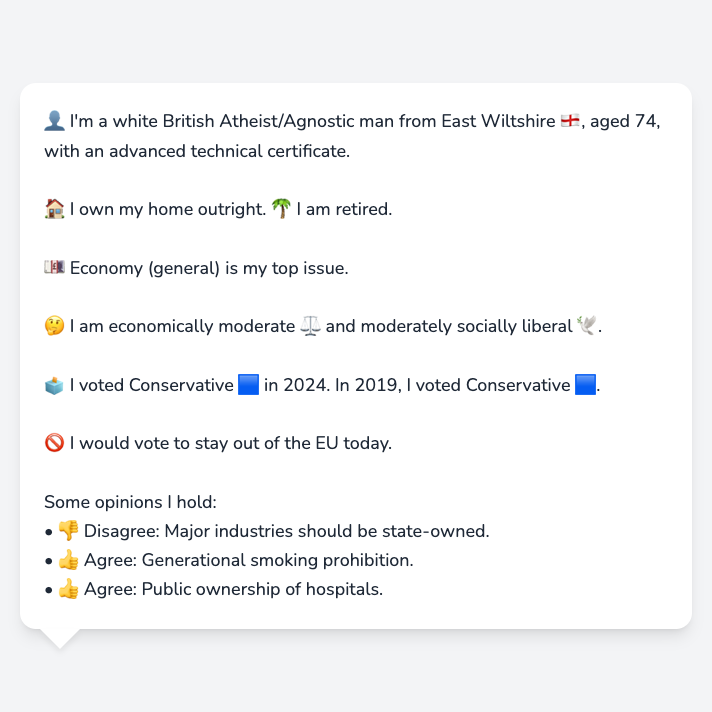 👤 I'm a white British Atheist/Agnostic man from East Wiltshire 🏴󠁧󠁢󠁥󠁮󠁧󠁿, aged 74,
with an advanced technical certificate.
🏠 I own my home outright. 🌴 I am retired.
💷 Economy (general) is my top issue.
🤔 I am economically moderate ⚖️ and moderately socially liberal 🕊️.
🗳️ I voted Conservative 🟦 in 2024. In 2019, I voted Conservative 🟦.
🚫 I would vote to stay out of the EU today.
Some opinions I hold:
• 👎 Disagree: Major industries should be state-owned.
• 👍 Agree: Generational smoking prohibition.
• 👍 Agree: Public ownership of hospitals.